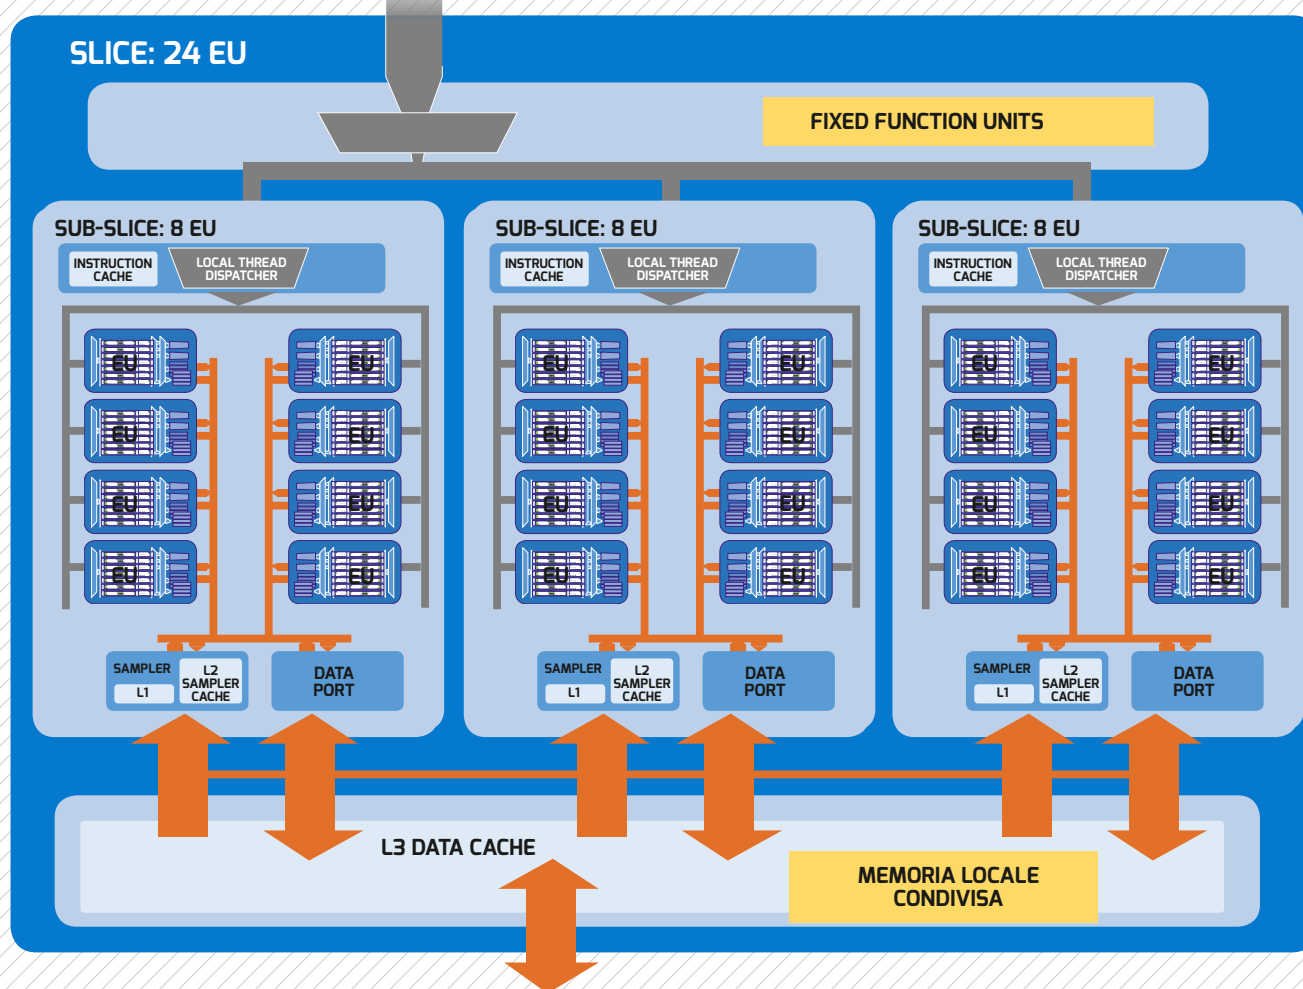 SLICE: 24 EU
FIXED FUNCTION UNITS
SUB-SLICE: 8 EU
INSTRUCTION
CACHE
LOCAL THREAD
DISPATCHER
EU
EU
EU
EU
EU
EU
EU
EU
SAMPLER
L1
L2
SAMPLER
CACHE
DATA
PORT
SUB-SLICE: 8 EU
INSTRUCTION
CACHE
LOCAL THREAD
DISPATCHER
EU
EU
EU
EU
EU
EU
EU
EU
SAMPLER
L1
L2
SAMPLER
CACHE
DATA
PORT
SUB-SLICE: 8 EU
INSTRUCTION
CACHE
LOCAL THREAD
DISPATCHER
EU
EU
EU
EU
EU
EU
EU
EU
SAMPLER
L1
L2
SAMPLER
CACHE
DATA
PORT
L3 DATA CACHE
MEMORIA LOCALE
CONDIVISA